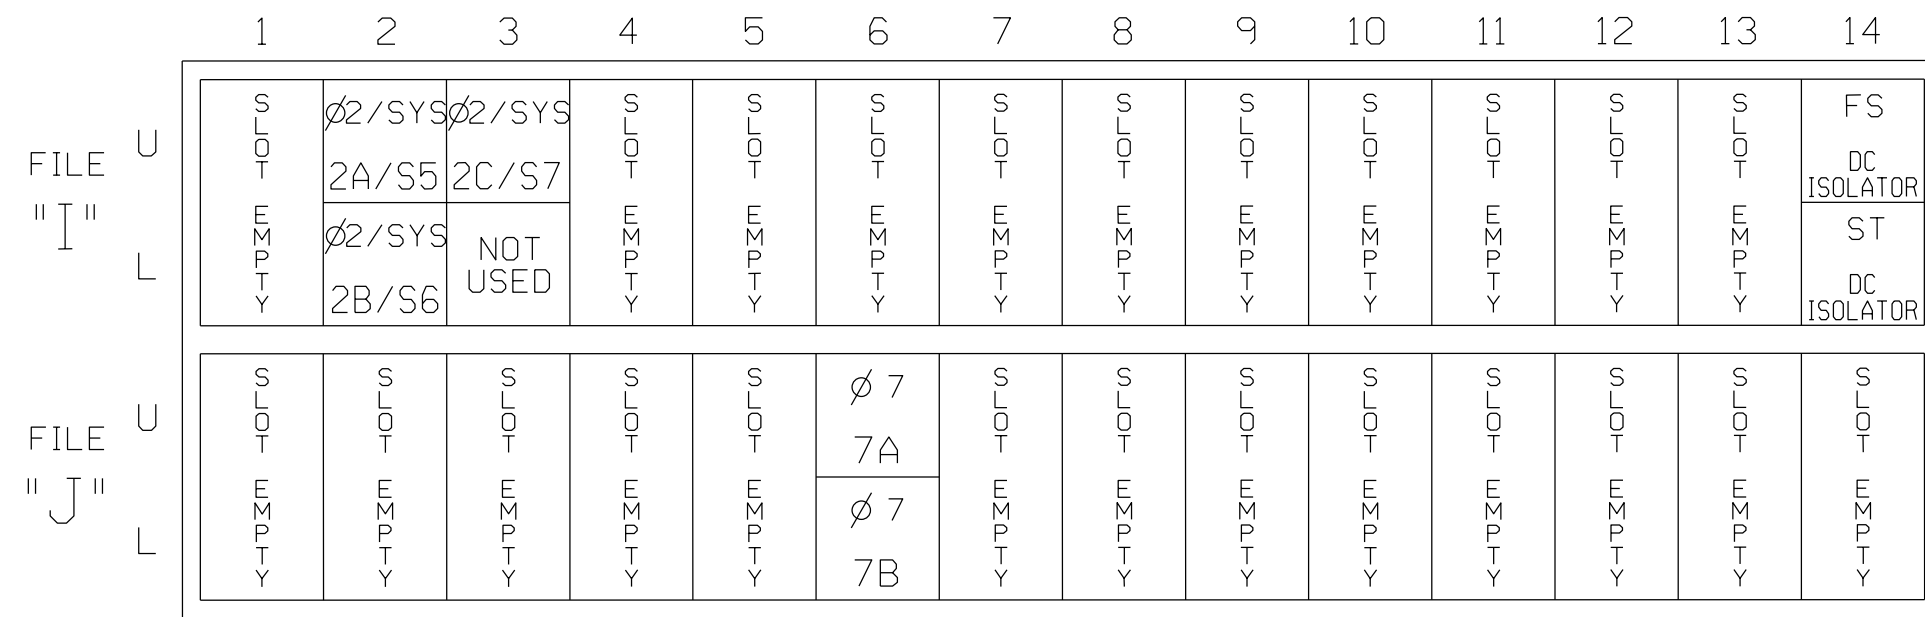 1 2 3 4 5 6 7 8 9 10 11 12 13 14
FILE "I"
U
L
SLOT EMPTY
Ø2/SYS
2A/S5
Ø2/SYS
2B/S6
Ø2/SYS
2C/S7
NOT
USED
SLOT EMPTY
SLOT EMPTY
SLOT EMPTY
SLOT EMPTY
SLOT EMPTY
SLOT EMPTY
SLOT EMPTY
SLOT EMPTY
SLOT EMPTY
SLOT EMPTY
FS
DC
ISOLATOR
ST
DC
ISOLATOR
FILE "J"
U
L
SLOT EMPTY
SLOT EMPTY
SLOT EMPTY
SLOT EMPTY
SLOT EMPTY
Ø 7
7A
Ø 7
7B
SLOT EMPTY
SLOT EMPTY
SLOT EMPTY
SLOT EMPTY
SLOT EMPTY
SLOT EMPTY
SLOT EMPTY
SLOT EMPTY